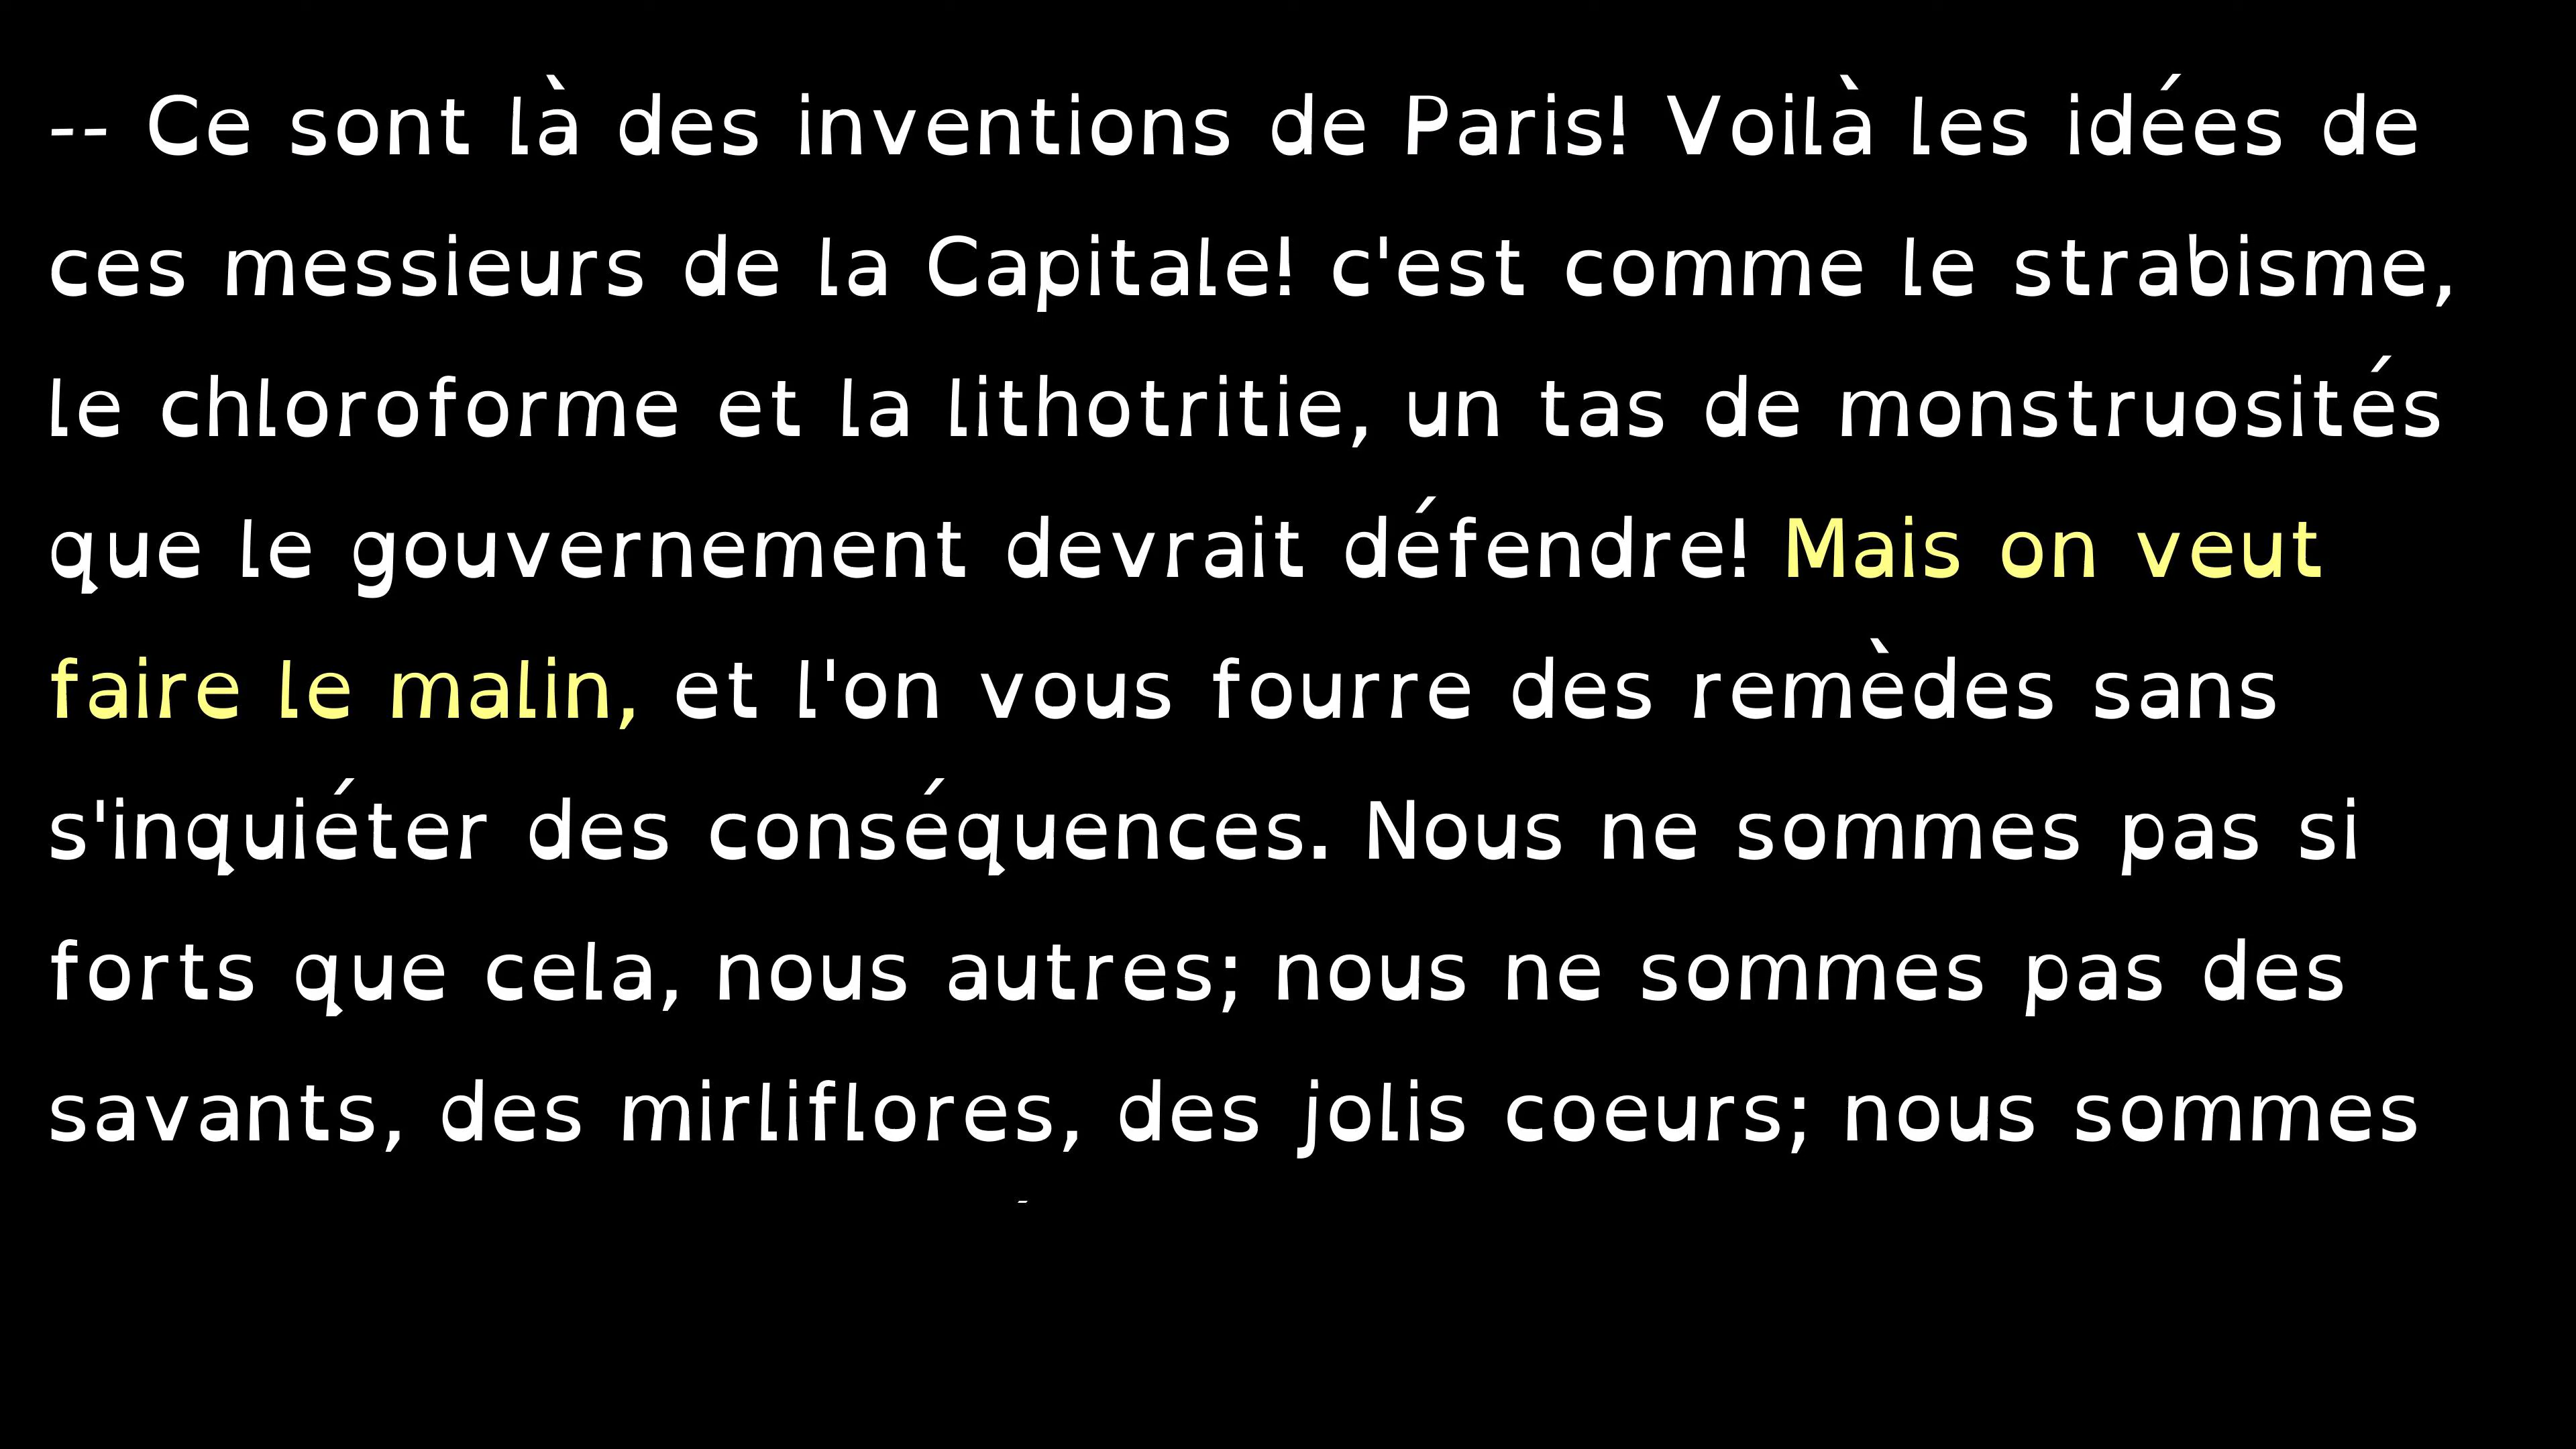 -- Ce sont là des inventions de Paris! Voilà les idées de
ces messieurs de la Capitale! c'est comme le strabisme,
le chloroforme et la lithotritie, un tas de monstruosités
que le gouvernement devrait défendre! Mais on veut
faire le malin, et l'on vous fourre des remèdes sans
s'inquiéter des conséquences. Nous ne sommes pas si
forts que cela, nous autres; nous ne sommes pas des
savants, des mirliflores, des jolis coeurs; nous sommes